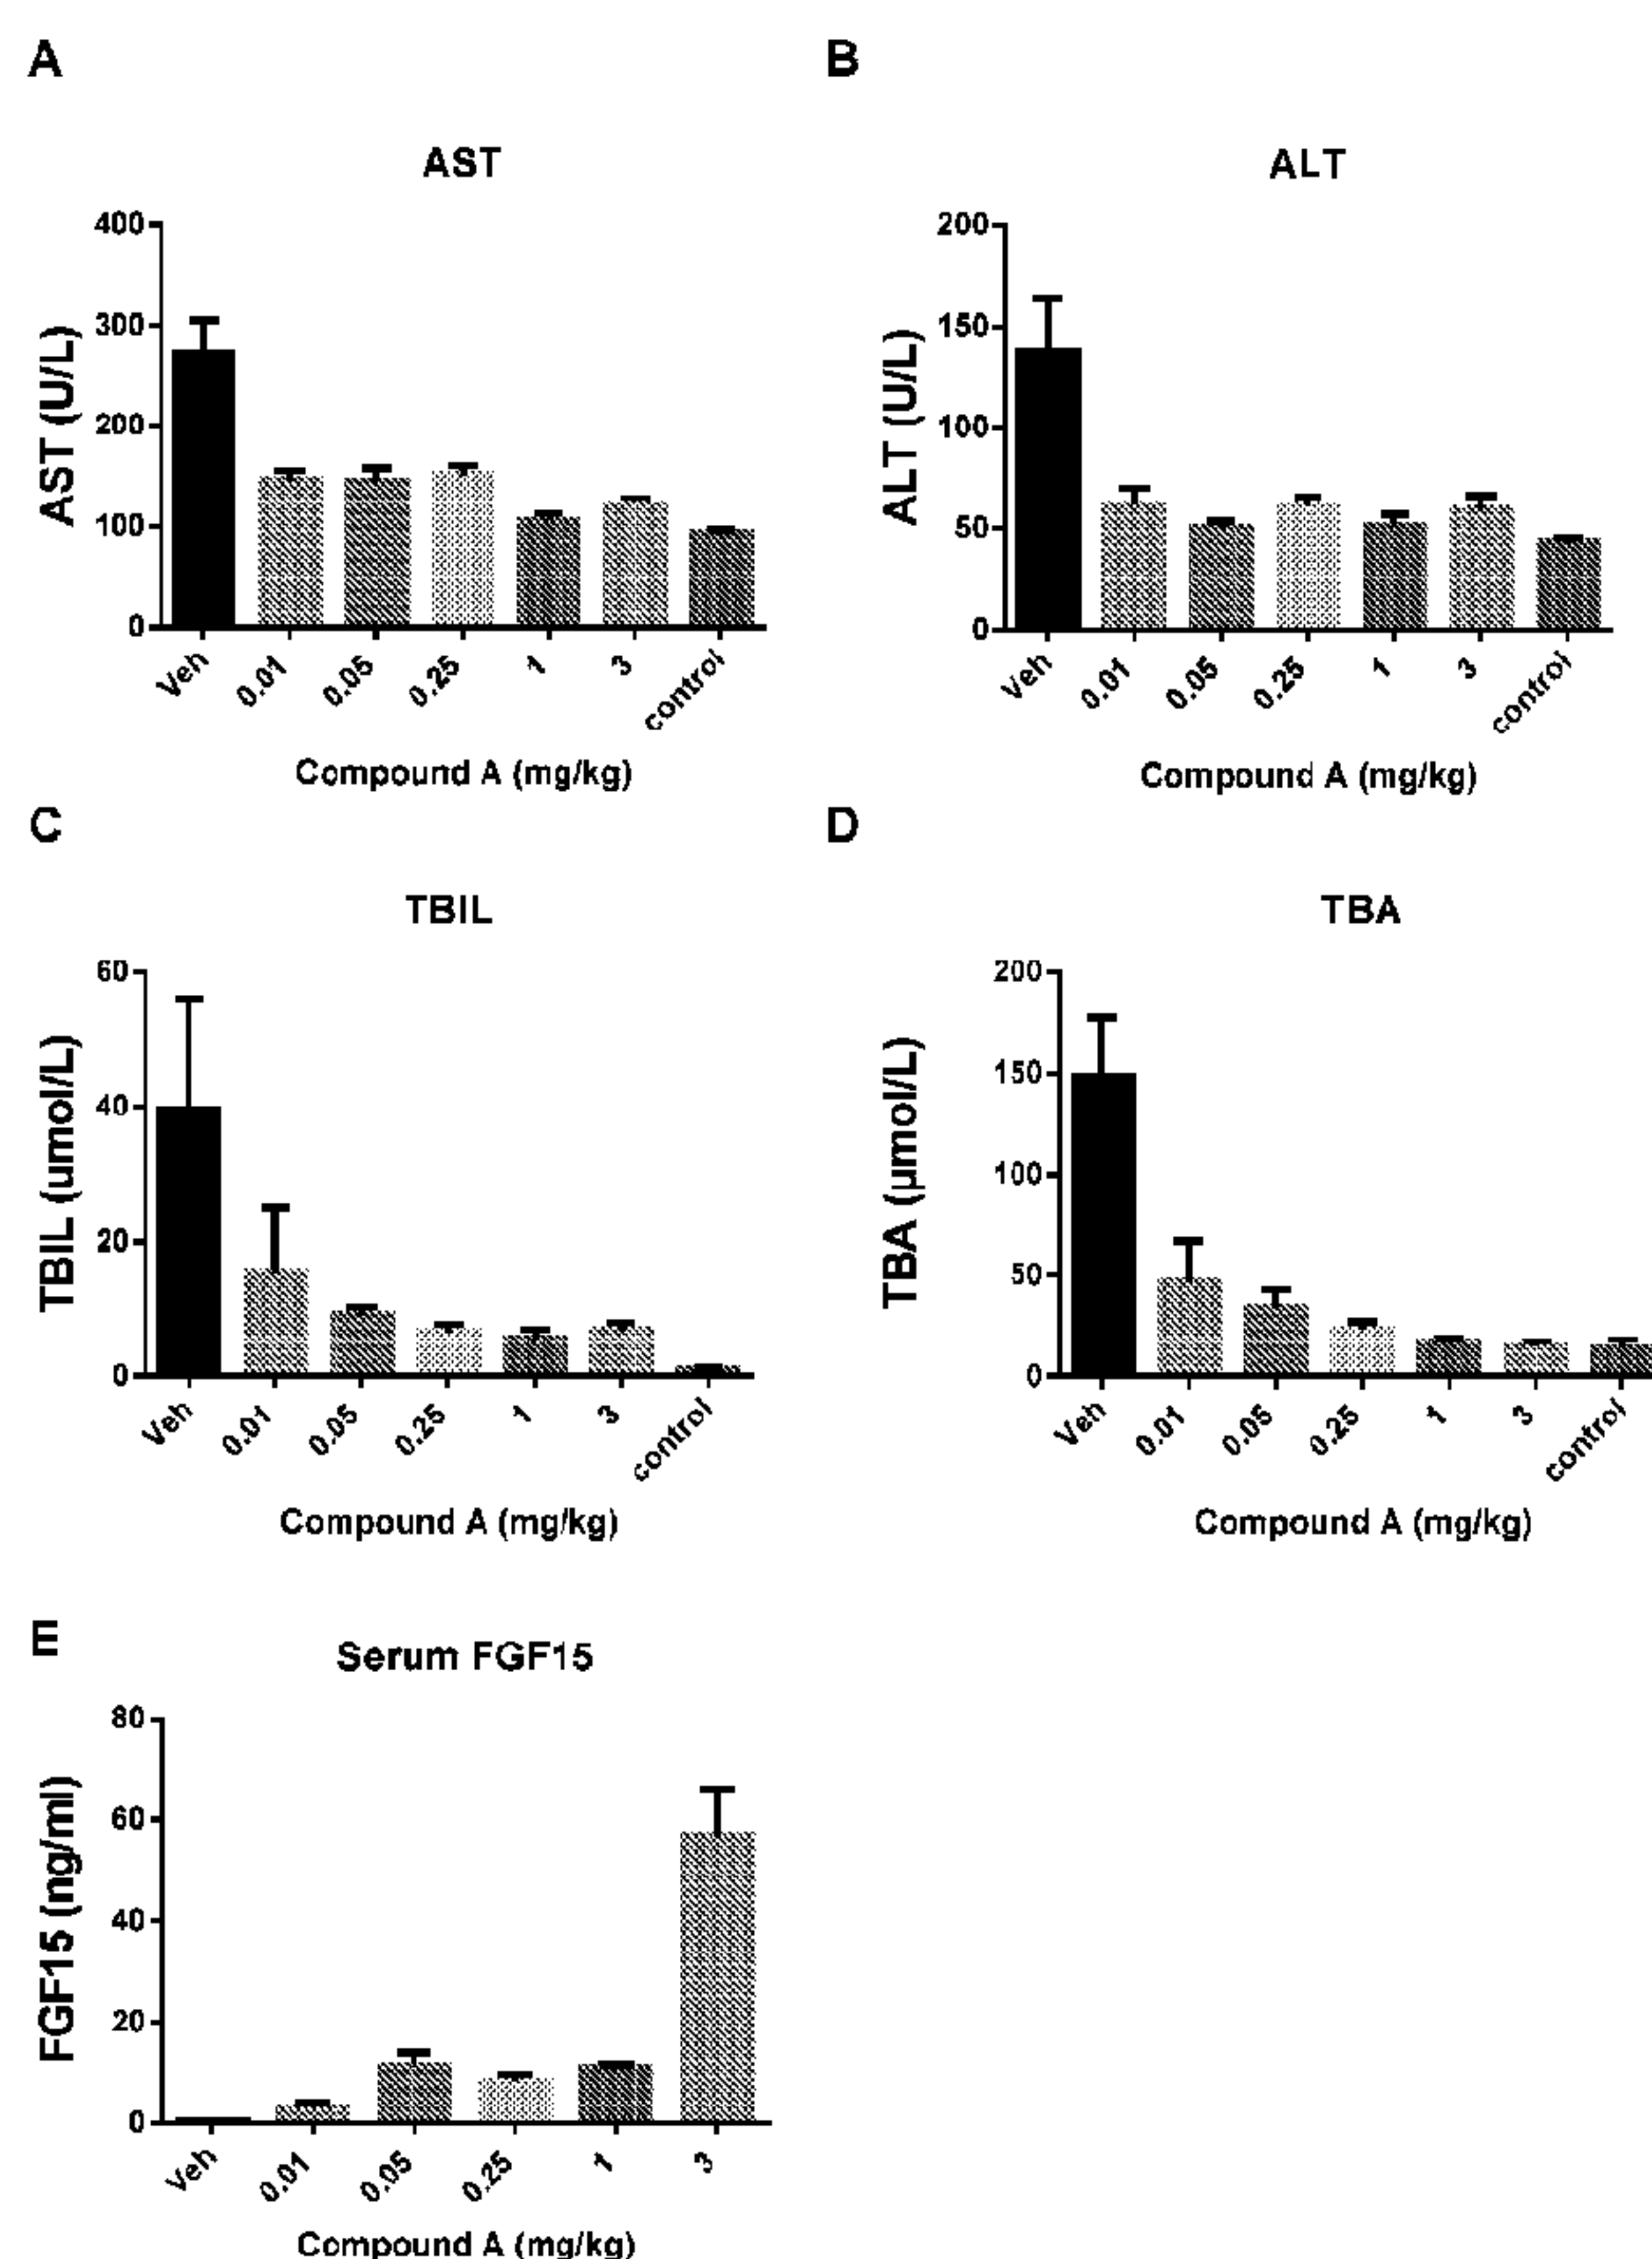 A
AST
AST (U/L)
400
300
200
100
0
Veh
0.01
0.05
0.25
1
3
control
Compound A (mg/kg)
B
ALT
ALT (U/L)
200
150
100
50
0
Veh
0.01
0.05
0.25
1
3
control
Compound A (mg/kg)
C
TBIL
TBIL (umol/L)
60
40
20
0
Veh
0.01
0.05
0.25
1
3
control
Compound A (mg/kg)
D
TBA
TBA (µmol/L)
200
150
100
50
0
Veh
0.01
0.05
0.25
1
3
control
Compound A (mg/kg)
E
Serum FGF15
FGF15 (ng/ml)
80
60
40
20
0
Veh
0.01
0.05
0.25
1
3
Compound A (mg/kg)